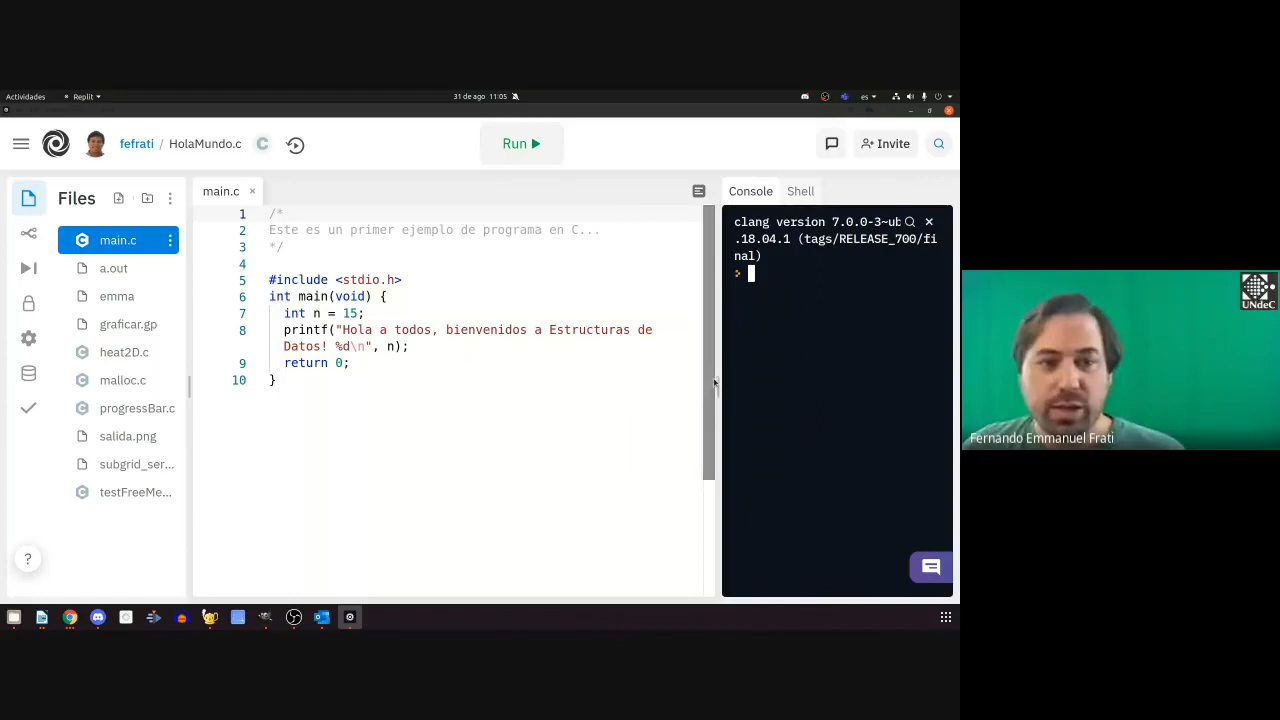 Actividades
Replit
31 de ago 11:05
es
fefrati / HolaMundo.c
C
Run
Invite
Files
main.c
a.out
emma
graficar.gp
heat2D.c
malloc.c
progressBar.c
salida.png
subgrid_ser...
testFreeMe...
?
main.c ×
1 /*
2 Este es un primer ejemplo de programa en C...
3 */
4
5 #include <stdio.h>
6 int main(void) {
7 int n = 15;
8 printf("Hola a todos, bienvenidos a Estructuras de
Datos! %d\n", n);
9 return 0;
10 }
Console Shell
clang version 7.0.0-3~ub
.18.04.1 (tags/RELEASE_700/fi
nal)
>
UNdeC
Fernando Emmanuel Frati